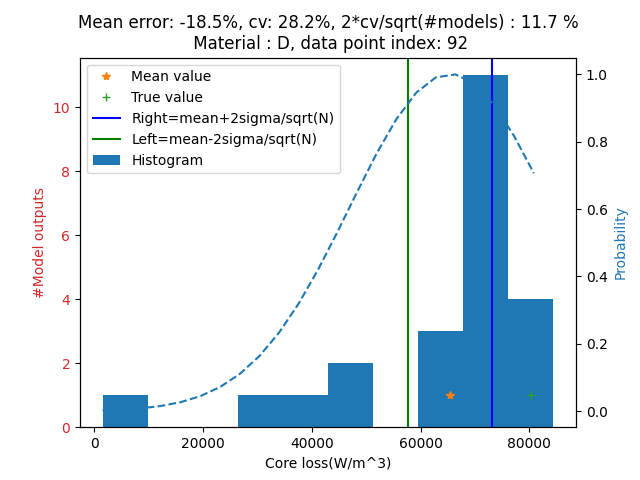 Mean error: -18.5%, cv: 28.2%, 2*cv/sqrt(#models) : 11.7 %
Material : D, data point index: 92
Mean value
True value
Right=mean+2sigma/sqrt(N)
Left=mean-2sigma/sqrt(N)
Histogram
#Model outputs
10
8
6
4
2
0
1.0
0.8
0.6
0.4
0.2
0.0
Probability
0 20000 40000 60000 80000
Core loss(W/m^3)